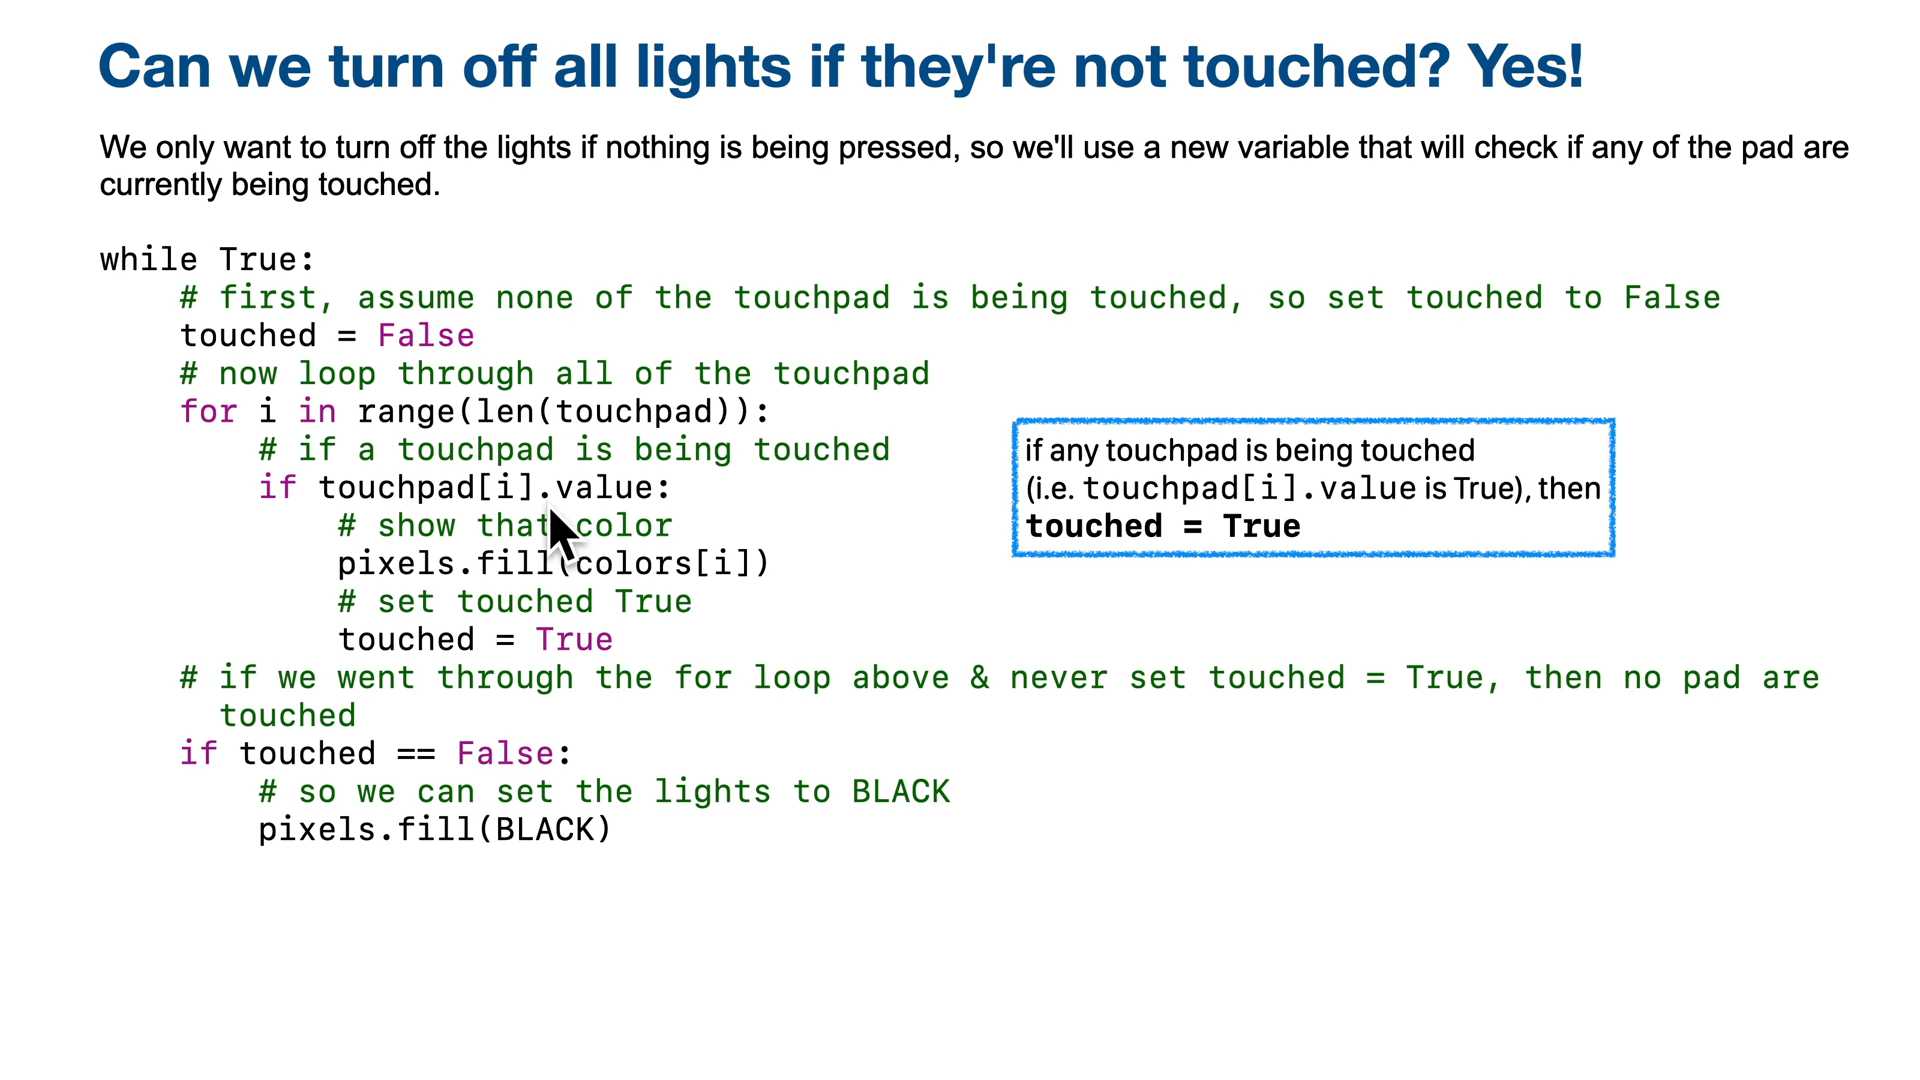 Can we turn off all lights if they're not touched? Yes!
We only want to turn off the lights if nothing is being pressed, so we'll use a new variable that will check if any of the pad are
currently being touched.
while True:
# first, assume none of the touchpad is being touched, so set touched to False
touched = False
# now loop through all of the touchpad
for i in range(len(touchpad)):
# if a touchpad is being touched
if touchpad[i].value:
# show that color
pixels.fill(colors[i])
# set touched True
touched = True
# if we went through the for loop above & never set touched = True, then no pad are
touched
if touched == False:
# so we can set the lights to BLACK
pixels.fill(BLACK)
if any touchpad is being touched
(i.e. touchpad[i].value is True), then
touched = True